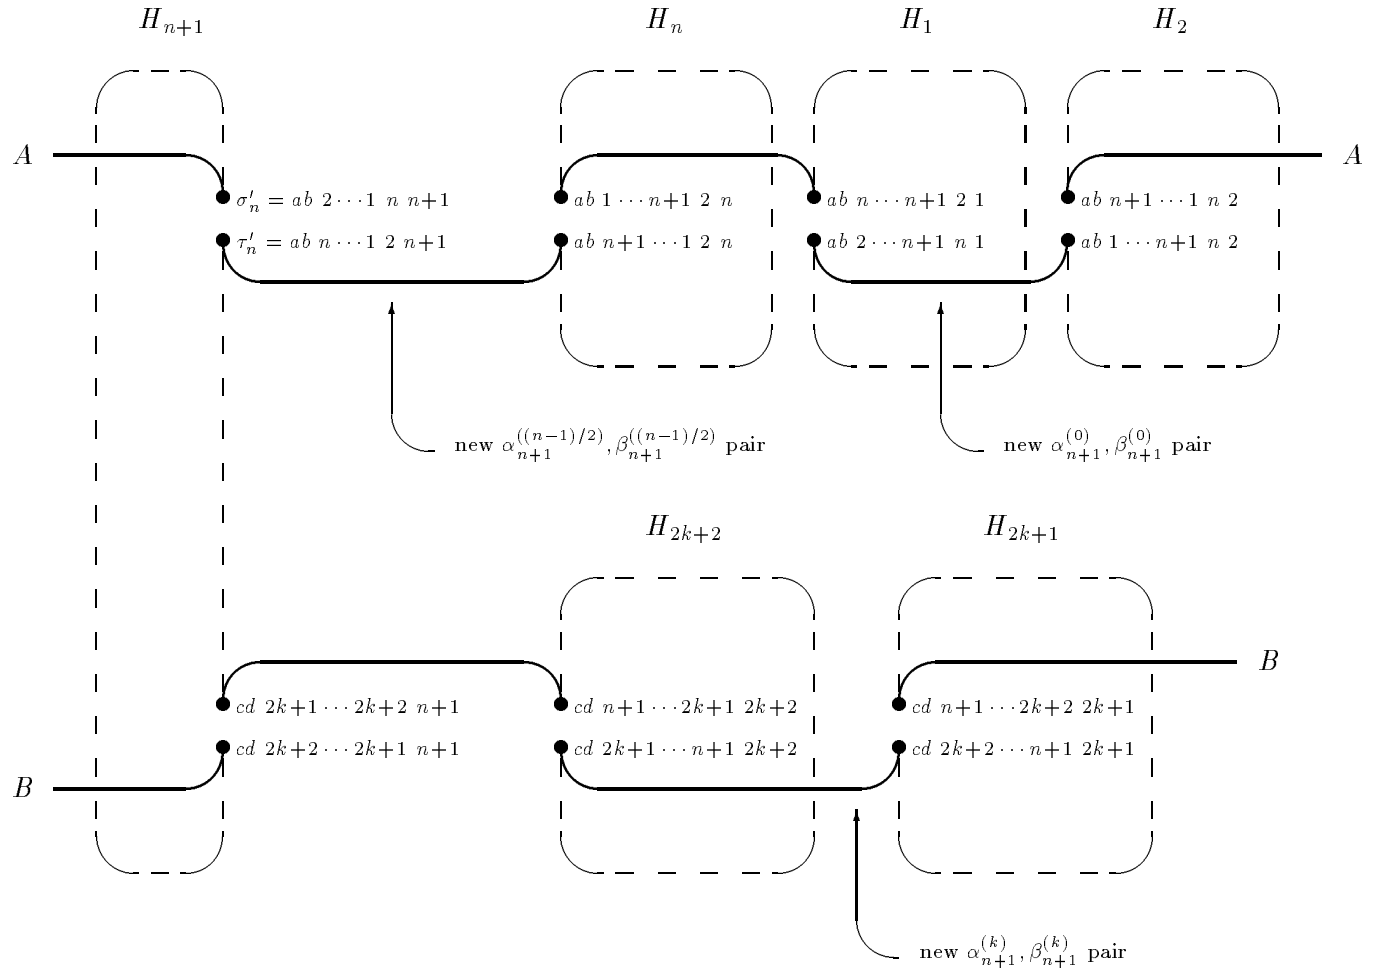 H_{n+1} H_n H_1 H_2
A A
σ′_n = ab 2···1 n n+1 ab 1···n+1 2 n ab n···n+1 2 1 ab n+1···1 n 2
τ′_n = ab n···1 2 n+1 ab n+1···1 2 n ab 2···n+1 n 1 ab 1···n+1 n 2
new α_{n+1}^{((n−1)/2)}, β_{n+1}^{((n−1)/2)} pair new α_{n+1}^{(0)}, β_{n+1}^{(0)} pair
H_{2k+2} H_{2k+1}
B
cd 2k+1···2k+2 n+1 cd n+1···2k+1 2k+2 cd n+1···2k+2 2k+1
cd 2k+2···2k+1 n+1 cd 2k+1···n+1 2k+2 cd 2k+2···n+1 2k+1
B
new α_{n+1}^{(k)}, β_{n+1}^{(k)} pair